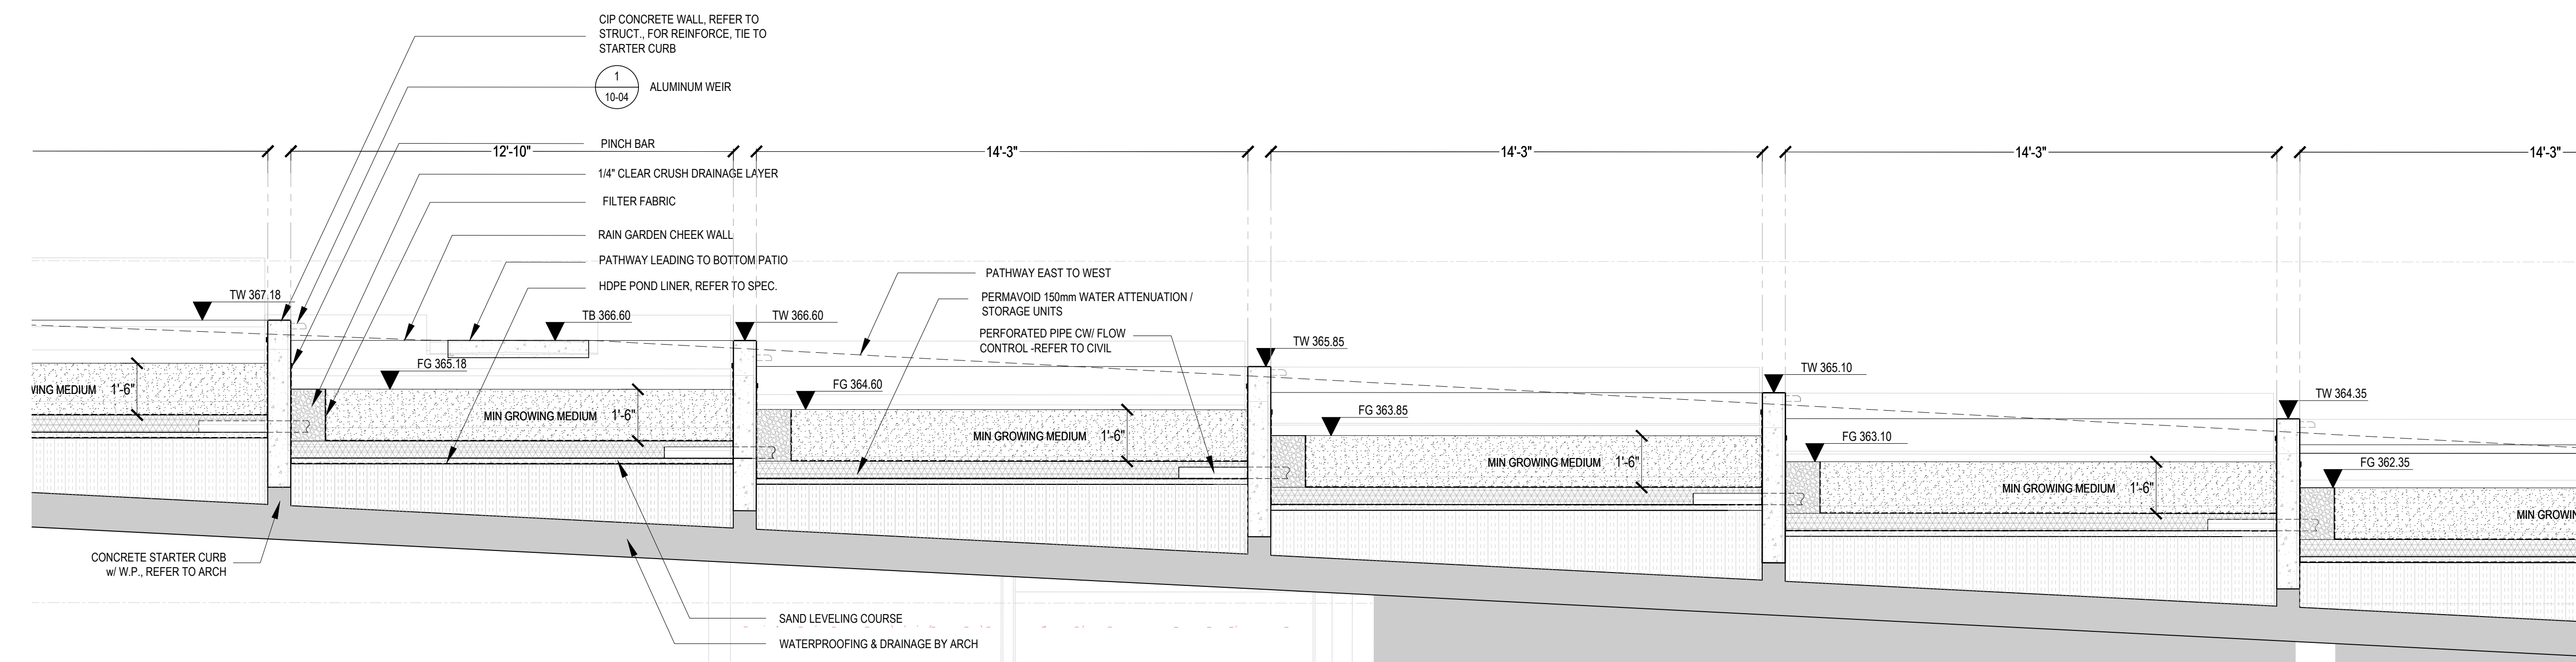 CIP CONCRETE WALL, REFER TO
STRUCT., FOR REINFORCE, TIE TO
STARTER CURB
1
10-04
ALUMINUM WEIR
PINCH BAR
12'-10"
14'-3"
14'-3"
14'-3"
14'-3"
1/4" CLEAR CRUSH DRAINAGE LAYER
FILTER FABRIC
RAIN GARDEN CHEEK WALL
PATHWAY LEADING TO BOTTOM PATIO
HDPE POND LINER, REFER TO SPEC.
PATHWAY EAST TO WEST
PERMAVOID 150mm WATER ATTENUATION /
STORAGE UNITS
PERFORATED PIPE CW/ FLOW
CONTROL -REFER TO CIVIL
TW 367.18
TB 366.60
TW 366.60
TW 365.85
TW 365.10
TW 364.35
FG 365.18
FG 364.60
FG 363.85
FG 363.10
FG 362.35
WING MEDIUM 1'-6"
MIN GROWING MEDIUM 1'-6"
MIN GROWING MEDIUM 1'-6"
MIN GROWING MEDIUM 1'-6"
MIN GROWING MEDIUM 1'-6"
MIN GROWIN
CONCRETE STARTER CURB
w/ W.P., REFER TO ARCH
SAND LEVELING COURSE
WATERPROOFING & DRAINAGE BY ARCH